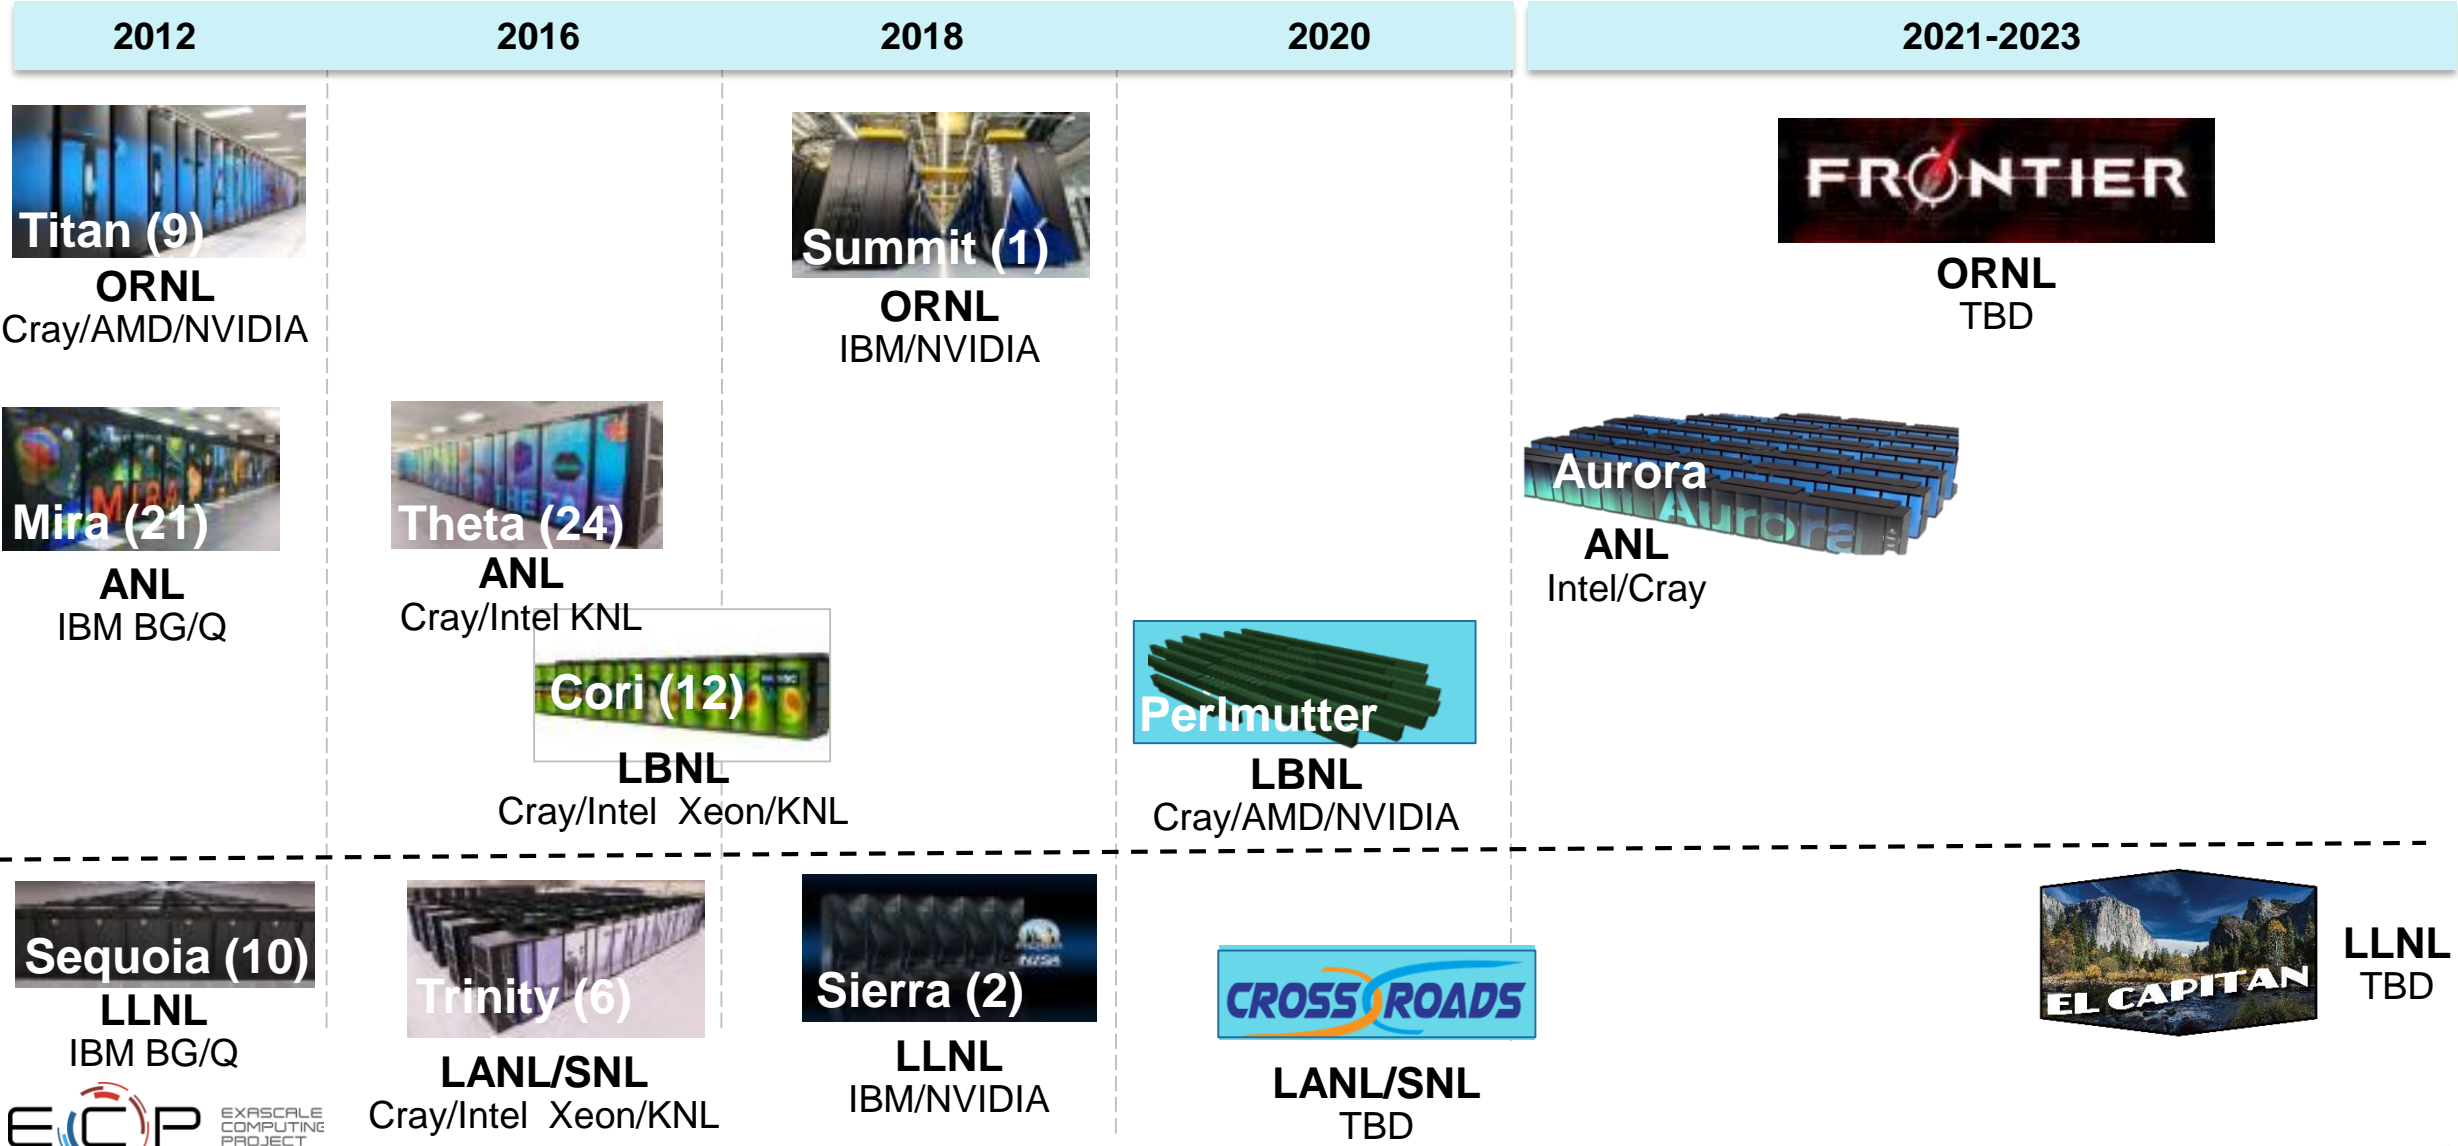 2012
2016
2018
2020
2021-2023
Titan (9)
ORNL
Cray/AMD/NVIDIA
Summit (1)
ORNL
IBM/NVIDIA
FRONTIER
ORNL
TBD
MIRA
Mira (21)
ANL
IBM BG/Q
THETA
Theta (24)
ANL
Cray/Intel KNL
Aurora
Aurora
ANL
Intel/Cray
Cori (12)
LBNL
Cray/Intel Xeon/KNL
Perlmutter
LBNL
Cray/AMD/NVIDIA
Sequoia (10)
LLNL
IBM BG/Q
Trinity (6)
LANL/SNL
Cray/Intel Xeon/KNL
Sierra (2)
LLNL
IBM/NVIDIA
CROSSROADS
LANL/SNL
TBD
EL CAPITAN
LLNL
TBD
ECP
EXASCALE
COMPUTING
PROJECT